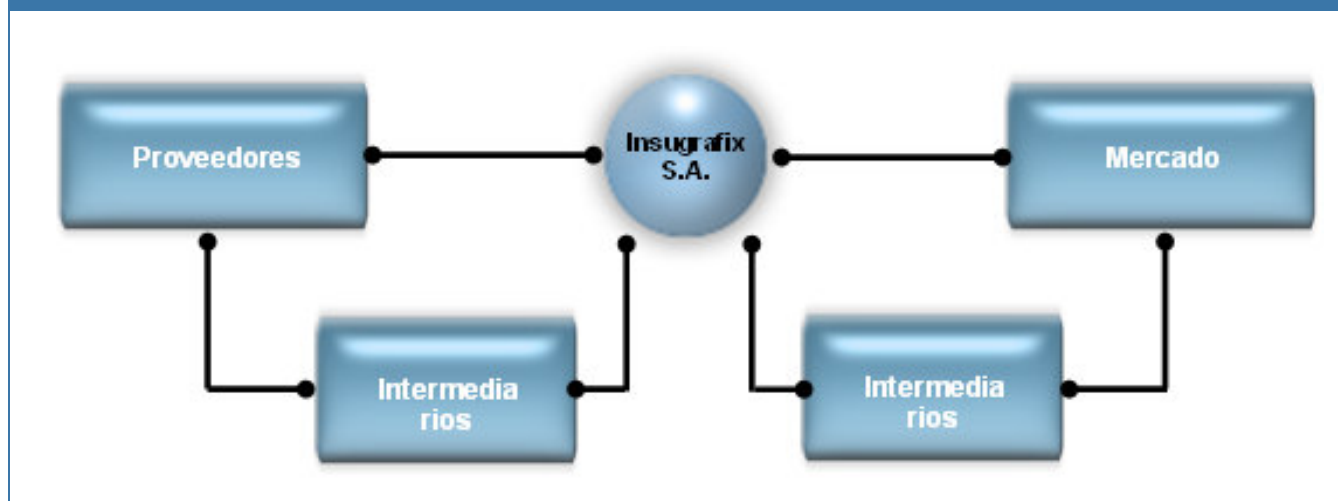 Proveedores
Insugrafix
S.A.
Mercado
Intermedia
rios
Intermedia
rios